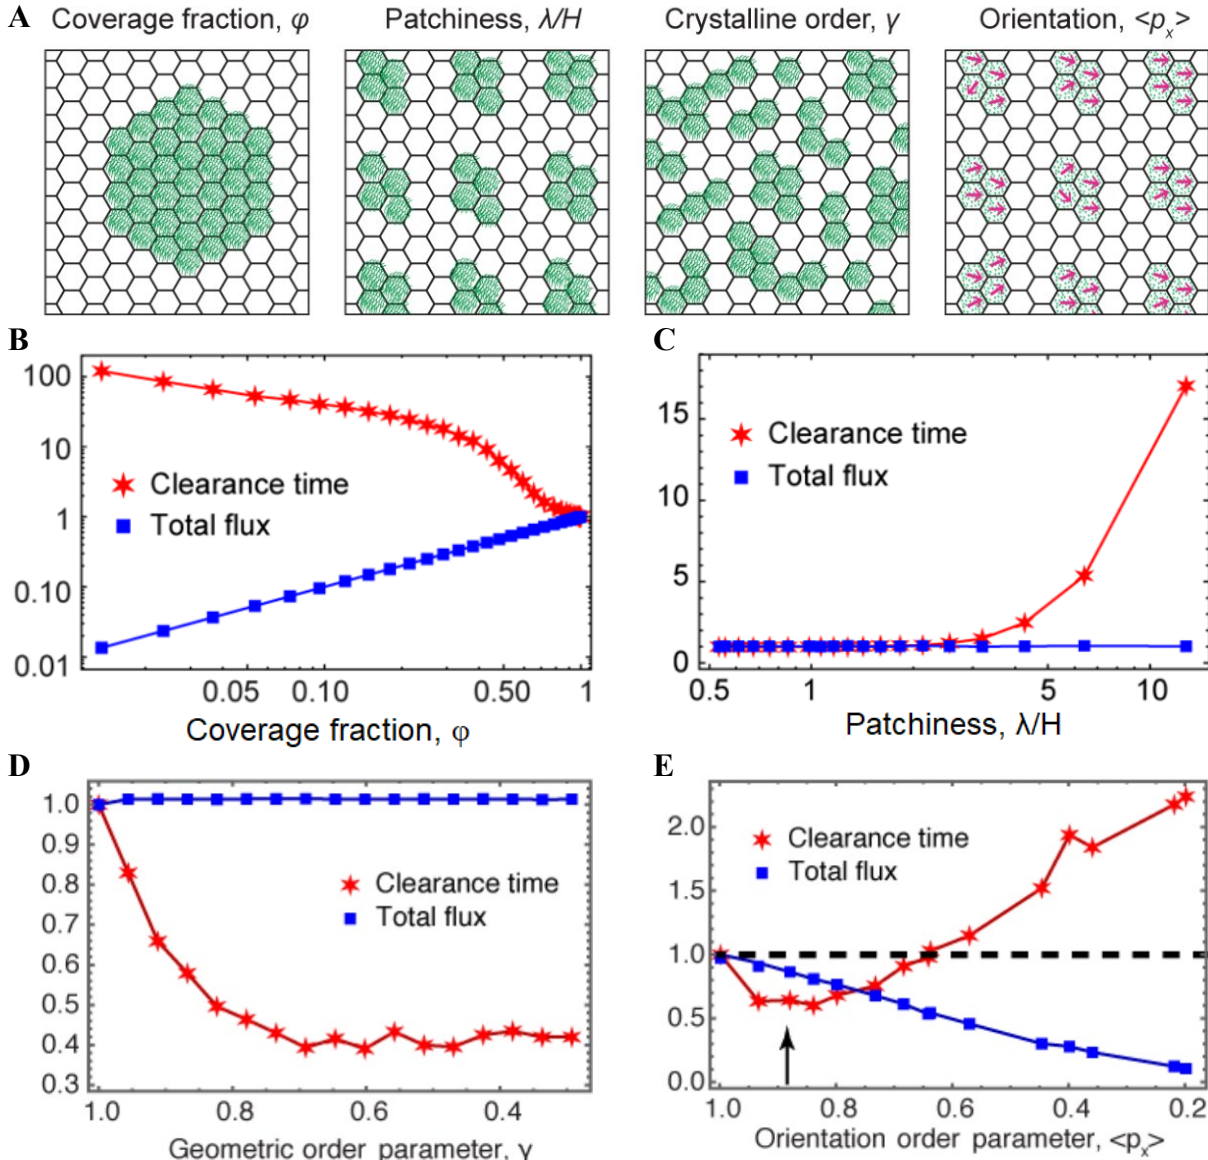 A
Coverage fraction, φ
Patchiness, λ/H
Crystalline order, γ
Orientation, <pₓ>
B
100
10
1
0.10
0.01
Clearance time
Total flux
0.05
0.10
0.50
1
Coverage fraction, φ
C
15
10
5
0
Clearance time
Total flux
0.5
1
5
10
Patchiness, λ/H
D
1.0
0.9
0.8
0.7
0.6
0.5
0.4
0.3
Clearance time
Total flux
1.0
0.8
0.6
0.4
Geometric order parameter, γ
E
2.0
1.5
1.0
0.5
0.0
Clearance time
Total flux
1.0
0.8
0.6
0.4
0.2
Orientation order parameter, <pₓ>